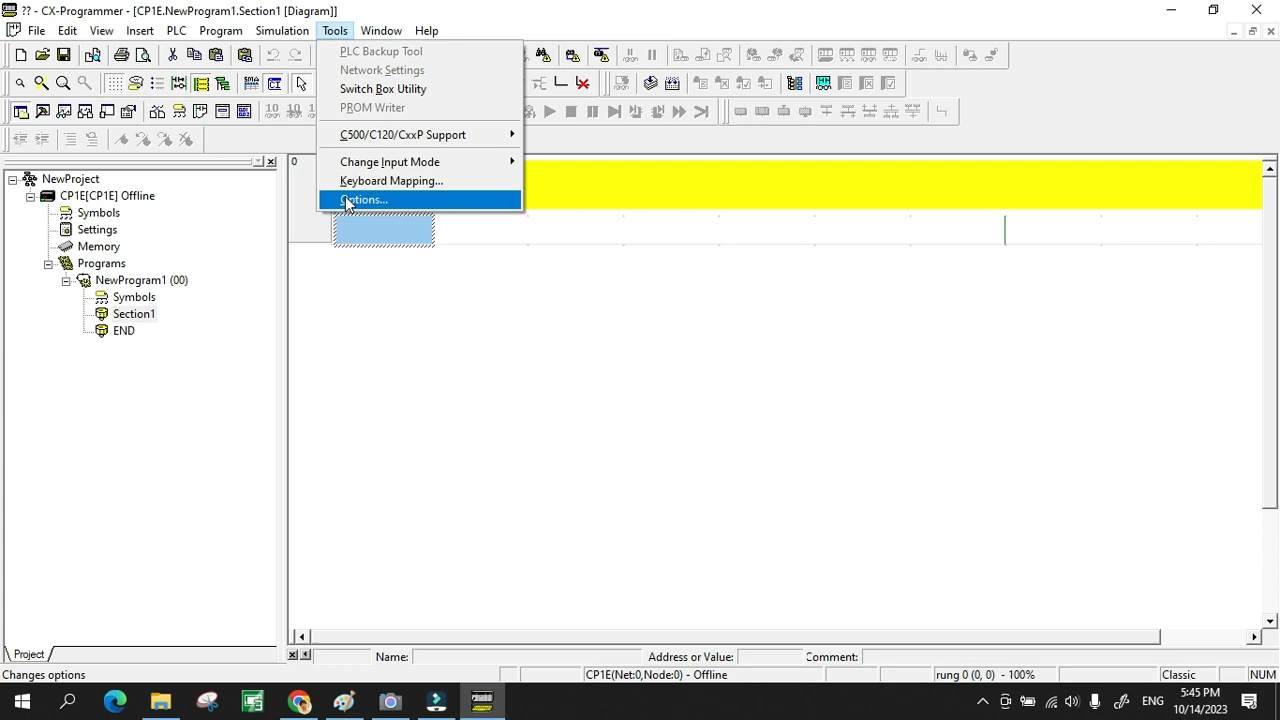 ?? - CX-Programmer - [CP1E.NewProgram1.Section1 [Diagram]]
File Edit View Insert PLC Program Simulation Tools Window Help
PLC Backup Tool
Network Settings
Switch Box Utility
PROM Writer
C500/C120/CxxP Support
Change Input Mode
Keyboard Mapping...
Options...
10 10 1
0
NewProject
CP1E[CP1E] Offline
Symbols
Settings
Memory
Programs
NewProgram1 (00)
Symbols
Section1
END
Project
Name: Address or Value: Comment:
Changes options CP1E(Net:0,Node:0) - Offline rung 0 (0, 0) - 100% Classic NUM
ENG 5:45 PM
10/14/2023